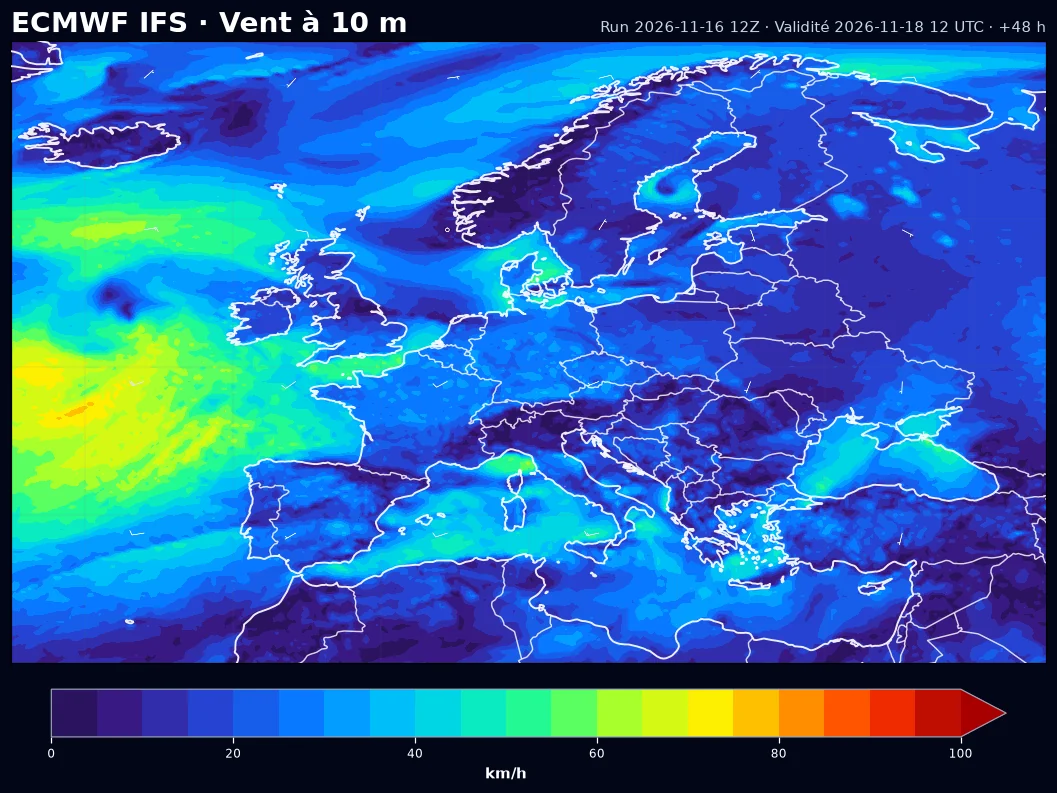 ECMWF IFS · Vent à 10 m
Run 2026-11-16 12Z · Validité 2026-11-18 12 UTC · +48 h
0 20 40 60 80 100
km/h